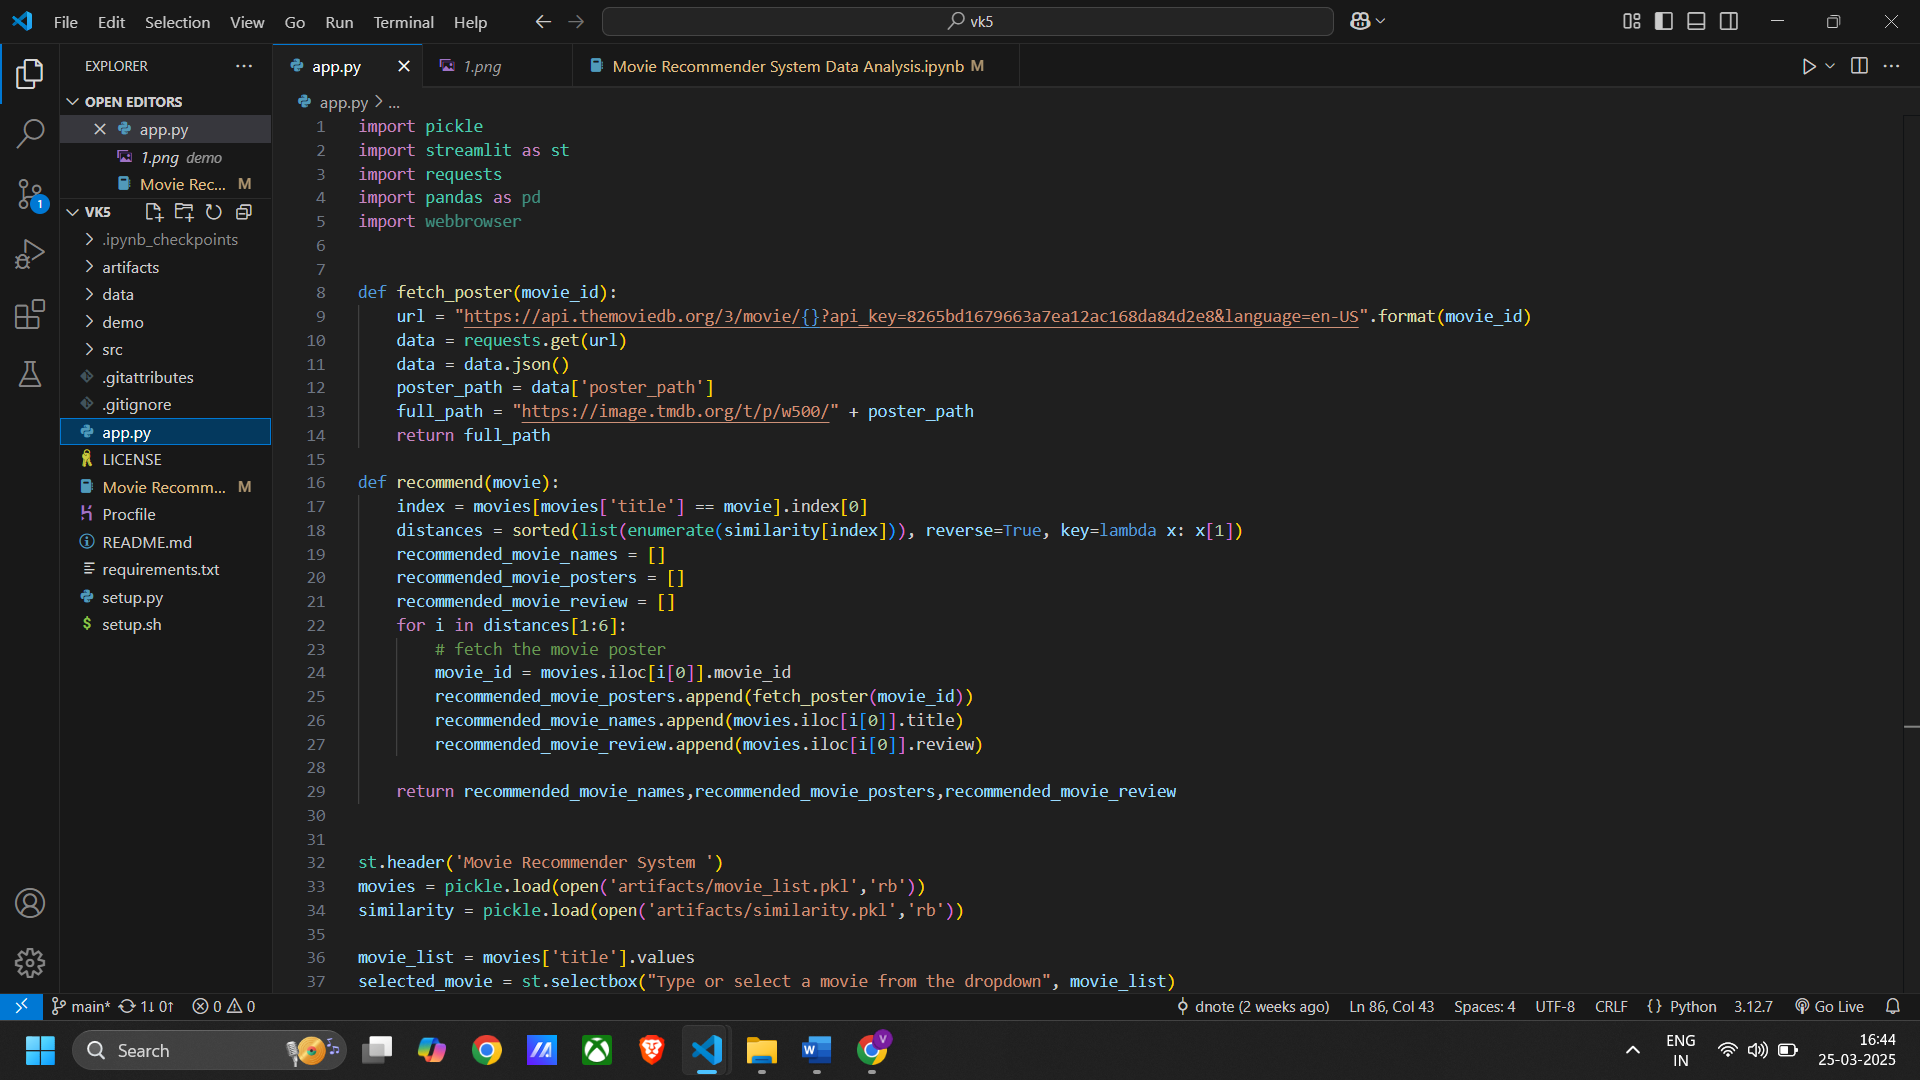 File Edit Selection View Go Run Terminal Help
vk5
EXPLORER
OPEN EDITORS
app.py
1.png demo
Movie Rec... M
VK5
.ipynb_checkpoints
artifacts
data
demo
src
.gitattributes
.gitignore
app.py
LICENSE
Movie Recomm... M
Procfile
README.md
requirements.txt
setup.py
setup.sh
app.py
1.png
Movie Recommender System Data Analysis.ipynb M
app.py > ...
1 import pickle
2 import streamlit as st
3 import requests
4 import pandas as pd
5 import webbrowser
6
7
8 def fetch_poster(movie_id):
9     url = "https://api.themoviedb.org/3/movie/{}?api_key=8265bd1679663a7ea12ac168da84d2e8&language=en-US".format(movie_id)
10     data = requests.get(url)
11     data = data.json()
12     poster_path = data['poster_path']
13     full_path = "https://image.tmdb.org/t/p/w500/" + poster_path
14     return full_path
15
16 def recommend(movie):
17     index = movies[movies['title'] == movie].index[0]
18     distances = sorted(list(enumerate(similarity[index])), reverse=True, key=lambda x: x[1])
19     recommended_movie_names = []
20     recommended_movie_posters = []
21     recommended_movie_review = []
22     for i in distances[1:6]:
23         # fetch the movie poster
24         movie_id = movies.iloc[i[0]].movie_id
25         recommended_movie_posters.append(fetch_poster(movie_id))
26         recommended_movie_names.append(movies.iloc[i[0]].title)
27         recommended_movie_review.append(movies.iloc[i[0]].review)
28
29     return recommended_movie_names,recommended_movie_posters,recommended_movie_review
30
31
32 st.header('Movie Recommender System ')
33 movies = pickle.load(open('artifacts/movie_list.pkl','rb'))
34 similarity = pickle.load(open('artifacts/similarity.pkl','rb'))
35
36 movie_list = movies['title'].values
37 selected_movie = st.selectbox("Type or select a movie from the dropdown", movie_list)
1
main* 1↓ 0↑ 0 0
dnote (2 weeks ago) Ln 86, Col 43 Spaces: 4 UTF-8 CRLF {} Python 3.12.7 Go Live
Search
V
ENG
IN
16:44
25-03-2025